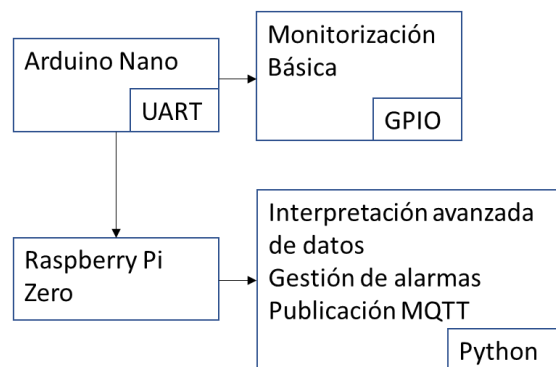 Arduino Nano
UART
Monitorización
Básica
GPIO
Raspberry Pi
Zero
Interpretación avanzada
de datos
Gestión de alarmas
Publicación MQTT
Python